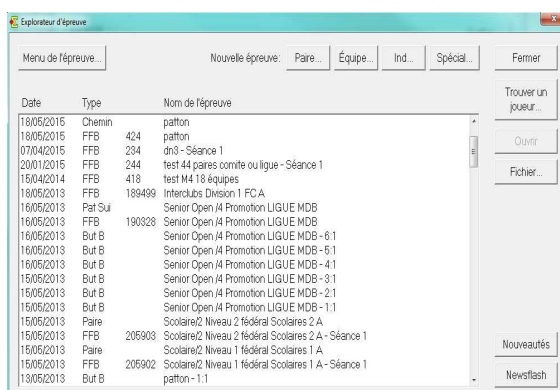 Explorateur d'épreuve
x
Menu de l'épreuve...
Nouvelle épreuve: Paire... Équipe... Ind... Spécial...
Fermer
Trouver un
joueur...
Ouvrir
Fichier...
Date Type Nom de l'épreuve
18/05/2015 Chemin patton
18/05/2015 FFB 424 patton
07/04/2015 FFB 234 dn3 - Séance 1
20/01/2015 FFB 244 test 44 paires comite ou ligue - Séance 1
15/04/2014 FFB 418 test M4 18 équipes
18/05/2013 FFB 189499 Interclubs Division 1 FC A
16/05/2013 Pat Sui Senior Open /4 Promotion LIGUE MDB
16/05/2013 FFB 190328 Senior Open /4 Promotion LIGUE MDB
16/05/2013 But B Senior Open /4 Promotion LIGUE MDB - 6:1
16/05/2013 But B Senior Open /4 Promotion LIGUE MDB - 5:1
16/05/2013 But B Senior Open /4 Promotion LIGUE MDB - 4:1
15/05/2013 But B Senior Open /4 Promotion LIGUE MDB - 3:1
15/05/2013 But B Senior Open /4 Promotion LIGUE MDB - 2:1
15/05/2013 But B Senior Open /4 Promotion LIGUE MDB - 1:1
15/05/2013 Paire Scolaire/2 Niveau 2 fédéral Scolaires 2 A
15/05/2013 FFB 205903 Scolaire/2 Niveau 2 fédéral Scolaires 2 A - Séance 1
15/05/2013 Paire Scolaire/2 Niveau 1 fédéral Scolaires 1 A
15/05/2013 FFB 205902 Scolaire/2 Niveau 1 fédéral Scolaires 1 A - Séance 1
13/05/2013 But B patton - 1:1
Nouveautés
Newsflash